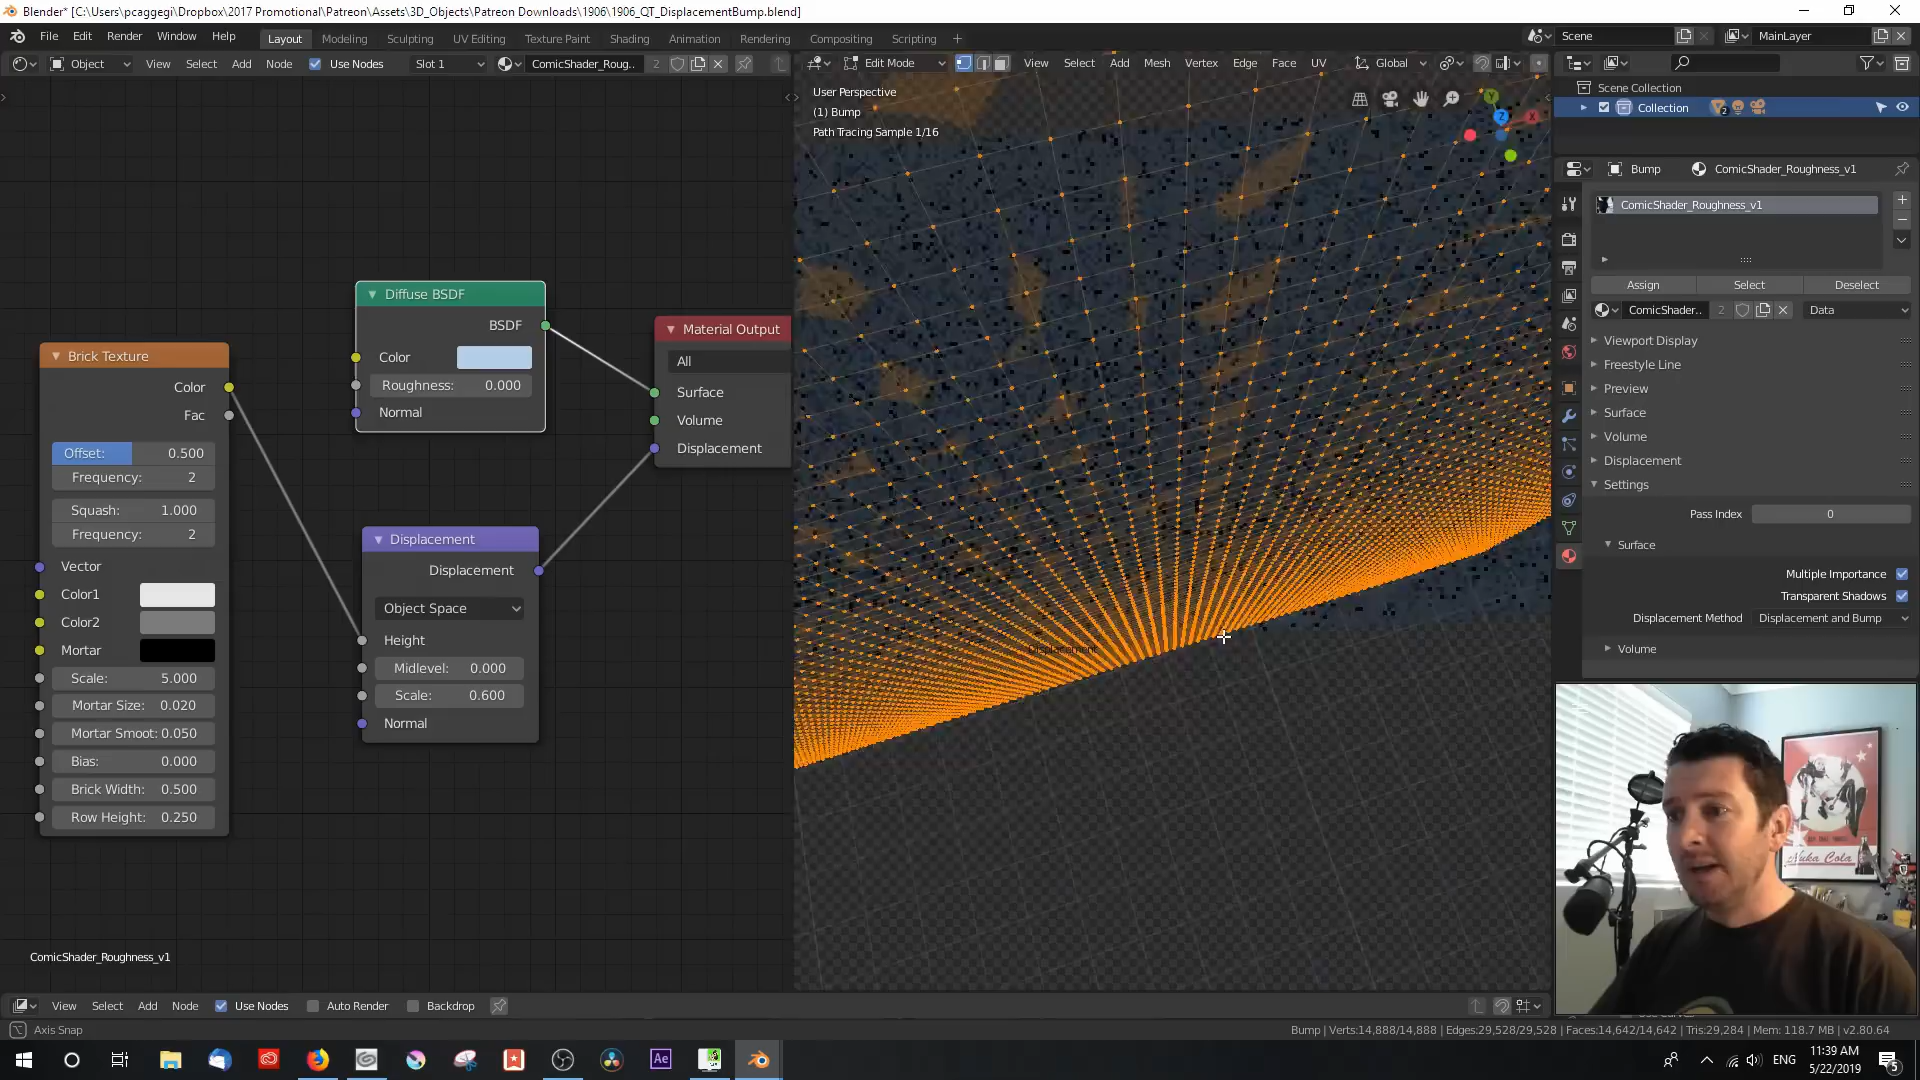 Blender* [C:\Users\pcaggegi\Dropbox\2017 Promotional\Patreon\Assets\3D_Objects\Patreon Downloads\1906\1906_QT_DisplacementBump.blend]
File Edit Render Window Help Layout Modeling Sculpting UV Editing Texture Paint Shading Animation Rendering Compositing Scripting + Scene MainLayer
Object View Select Add Node Use Nodes Slot 1 ComicShader_Roug.. 2
Edit Mode View Select Add Mesh Vertex Edge Face UV Global
User Perspective
(1) Bump
Path Tracing Sample 1/16
Y
Z
X
Displacement
Scene Collection
Collection 2
Bump ComicShader_Roughness_v1
ComicShader_Roughness_v1
Assign Select Deselect
ComicShader.. 2 Data
Viewport Display
Freestyle Line
Preview
Surface
Volume
Displacement
Settings
Pass Index 0
Surface
Multiple Importance
Transparent Shadows
Displacement Method Displacement and Bump
Volume
Brick Texture
Color
Fac
Offset: 0.500
Frequency: 2
Squash: 1.000
Frequency: 2
Vector
Color1
Color2
Mortar
Scale: 5.000
Mortar Size: 0.020
Mortar Smoot: 0.050
Bias: 0.000
Brick Width: 0.500
Row Height: 0.250
Diffuse BSDF
BSDF
Color
Roughness: 0.000
Normal
Displacement
Displacement
Object Space
Height
Midlevel: 0.000
Scale: 0.600
Normal
Material Output
All
Surface
Volume
Displacement
Nuka Cola
ComicShader_Roughness_v1
View Select Add Node Use Nodes Auto Render Backdrop
Axis Snap
Bump | Verts:14,888/14,888 | Edges:29,528/29,528 | Faces:14,642/14,642 | Tris:29,284 | Mem: 118.7 MB | v2.80.64
Ae
ENG
11:39 AM
5/22/2019
5